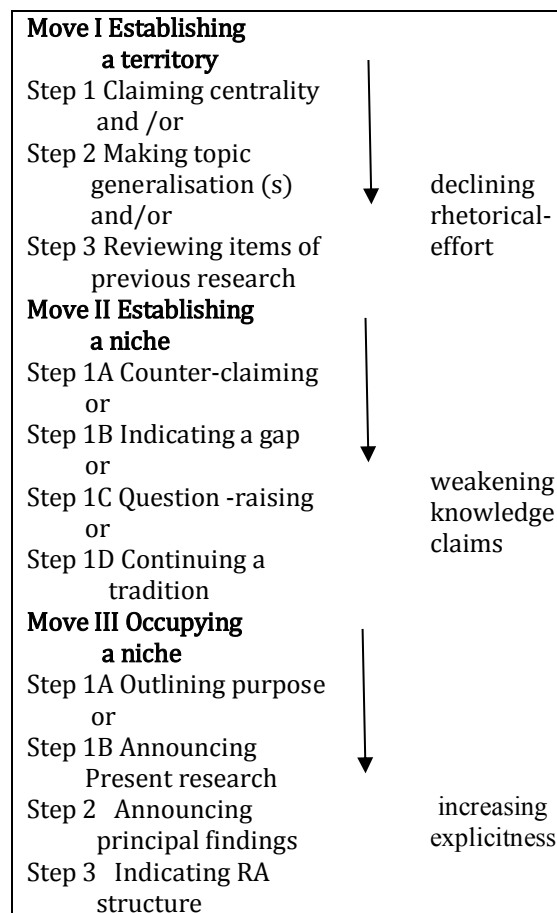 Move I Establishing
a territory
Step 1 Claiming centrality
and /or
Step 2 Making topic
generalisation (s)
and/or
Step 3 Reviewing items of
previous research
declining
rhetorical-
effort
Move II Establishing
a niche
Step 1A Counter-claiming
or
Step 1B Indicating a gap
or
Step 1C Question -raising
or
Step 1D Continuing a
tradition
weakening
knowledge
claims
Move III Occupying
a niche
Step 1A Outlining purpose
or
Step 1B Announcing
Present research
Step 2 Announcing
principal findings
Step 3 Indicating RA
structure
increasing
explicitness